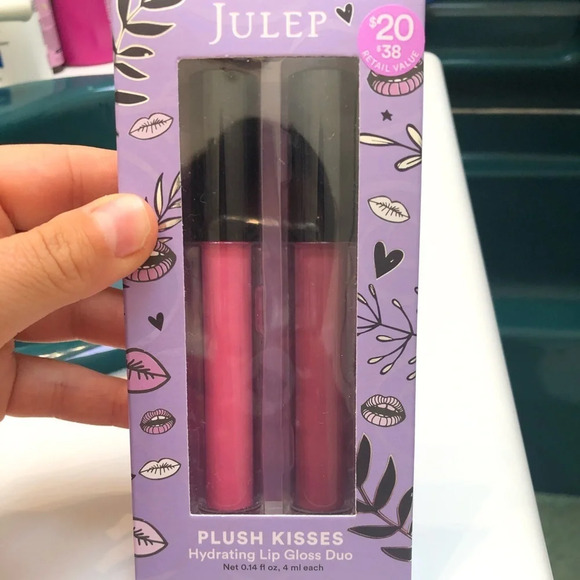 JULEP
$20
$38
RETAIL VALUE
PLUSH KISSES
Hydrating Lip Gloss Duo
Net 0.14 fl oz, 4 ml each